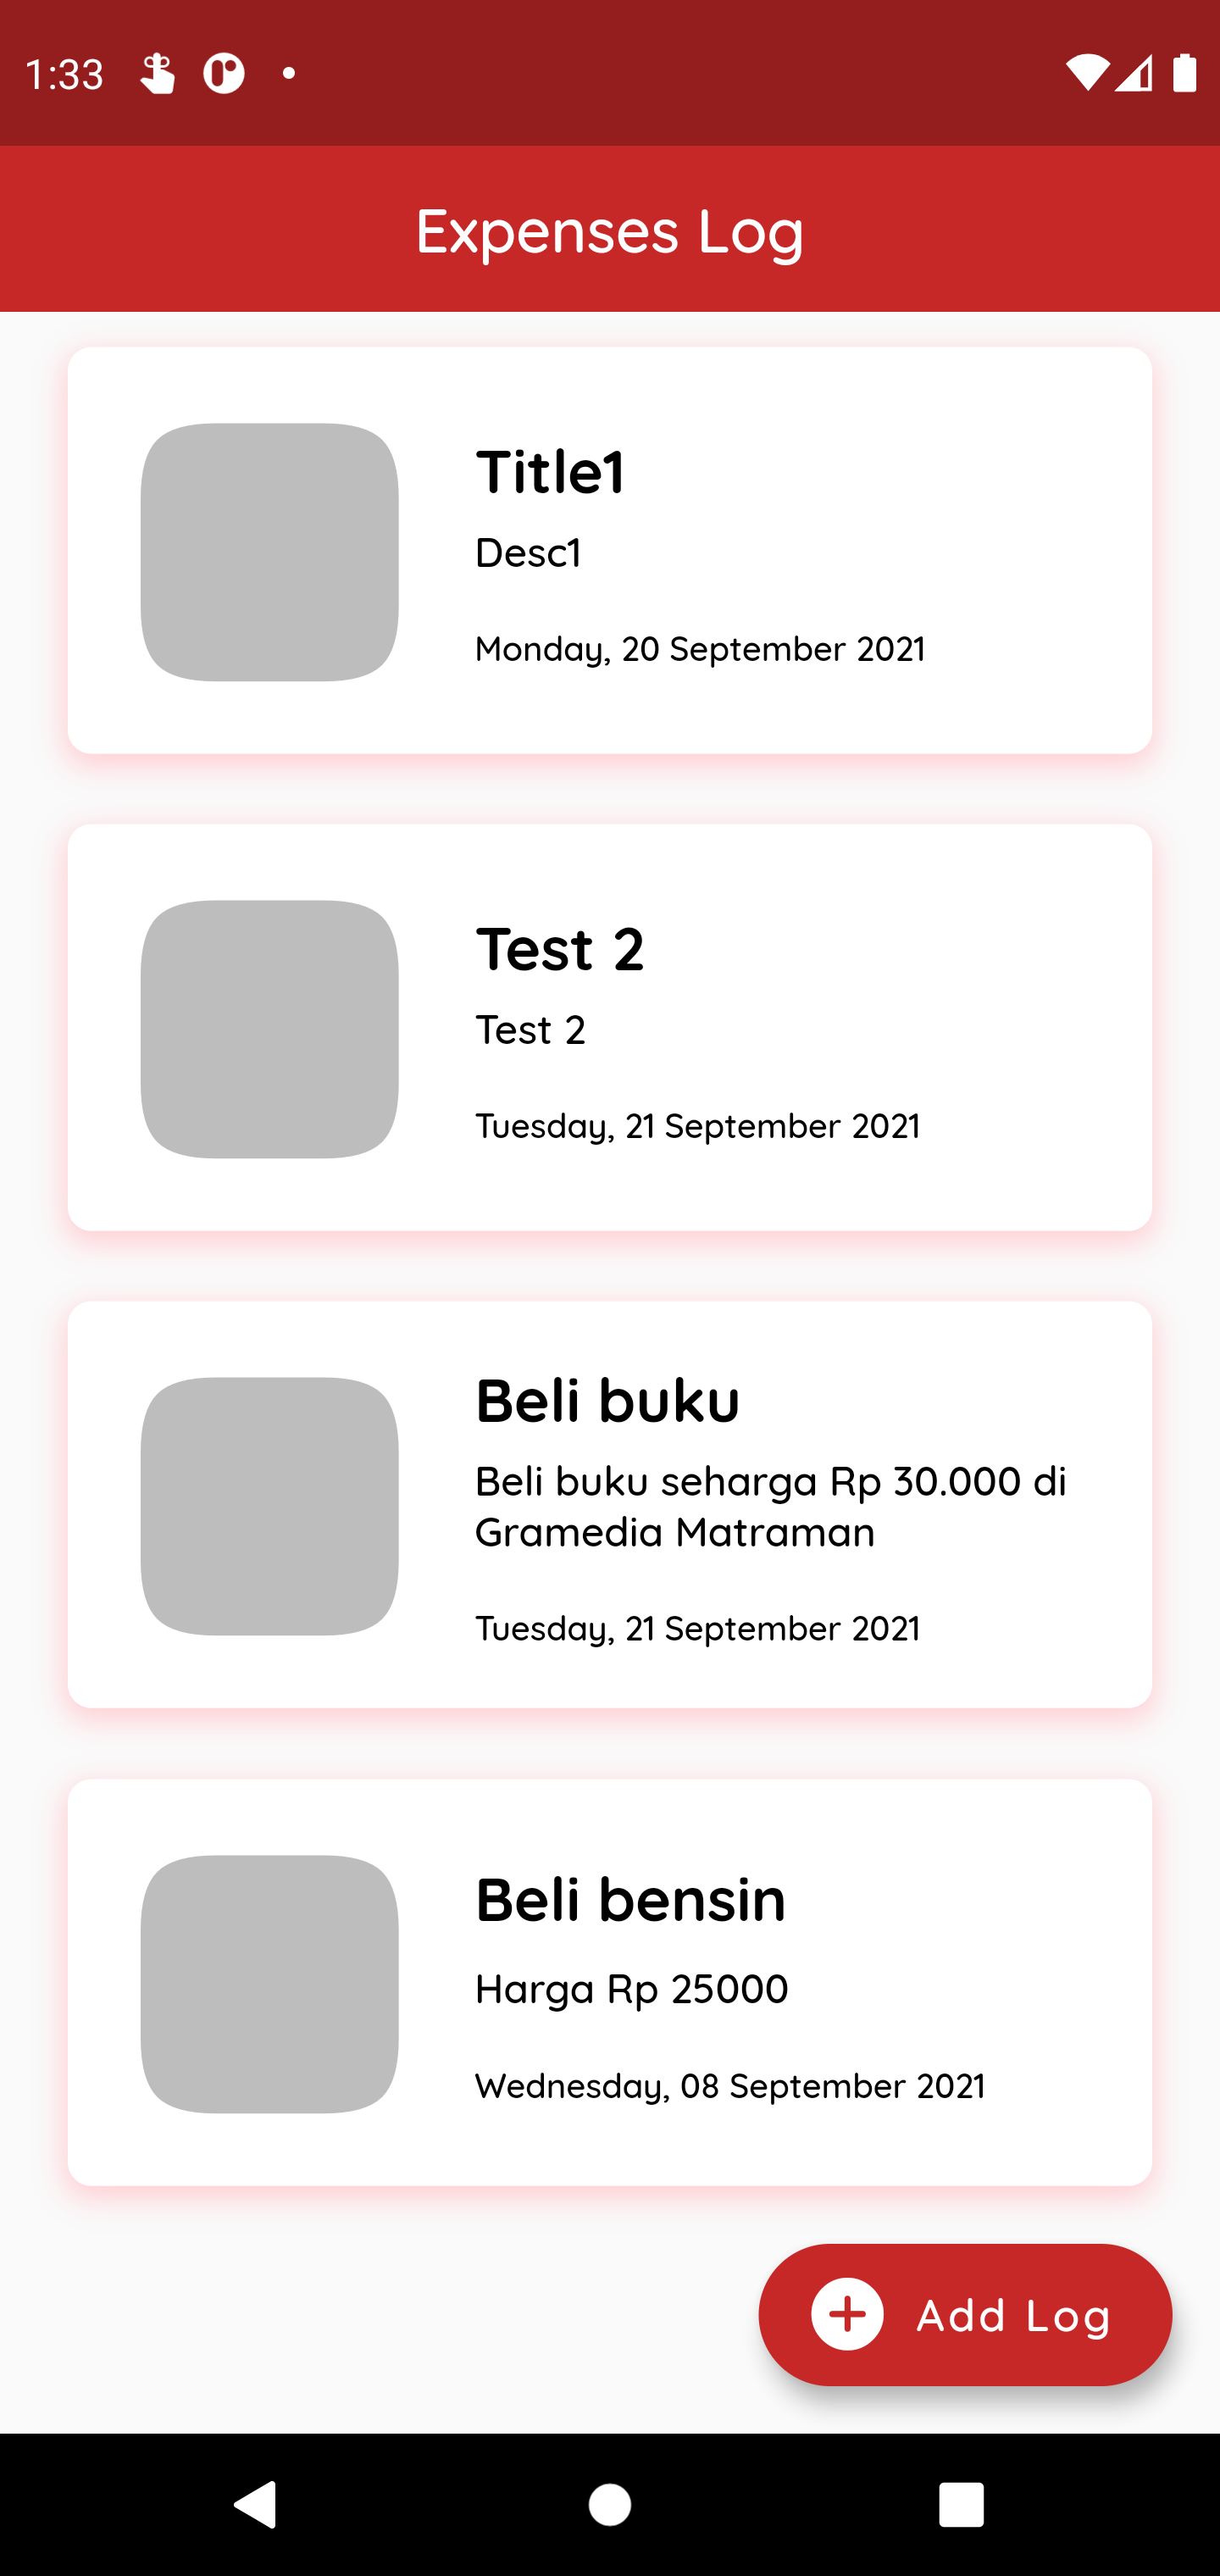 1:33
Expenses Log
Title1
Desc1
Monday, 20 September 2021
Test 2
Test 2
Tuesday, 21 September 2021
Beli buku
Beli buku seharga Rp 30.000 di
Gramedia Matraman
Tuesday, 21 September 2021
Beli bensin
Harga Rp 25000
Wednesday, 08 September 2021
Add Log